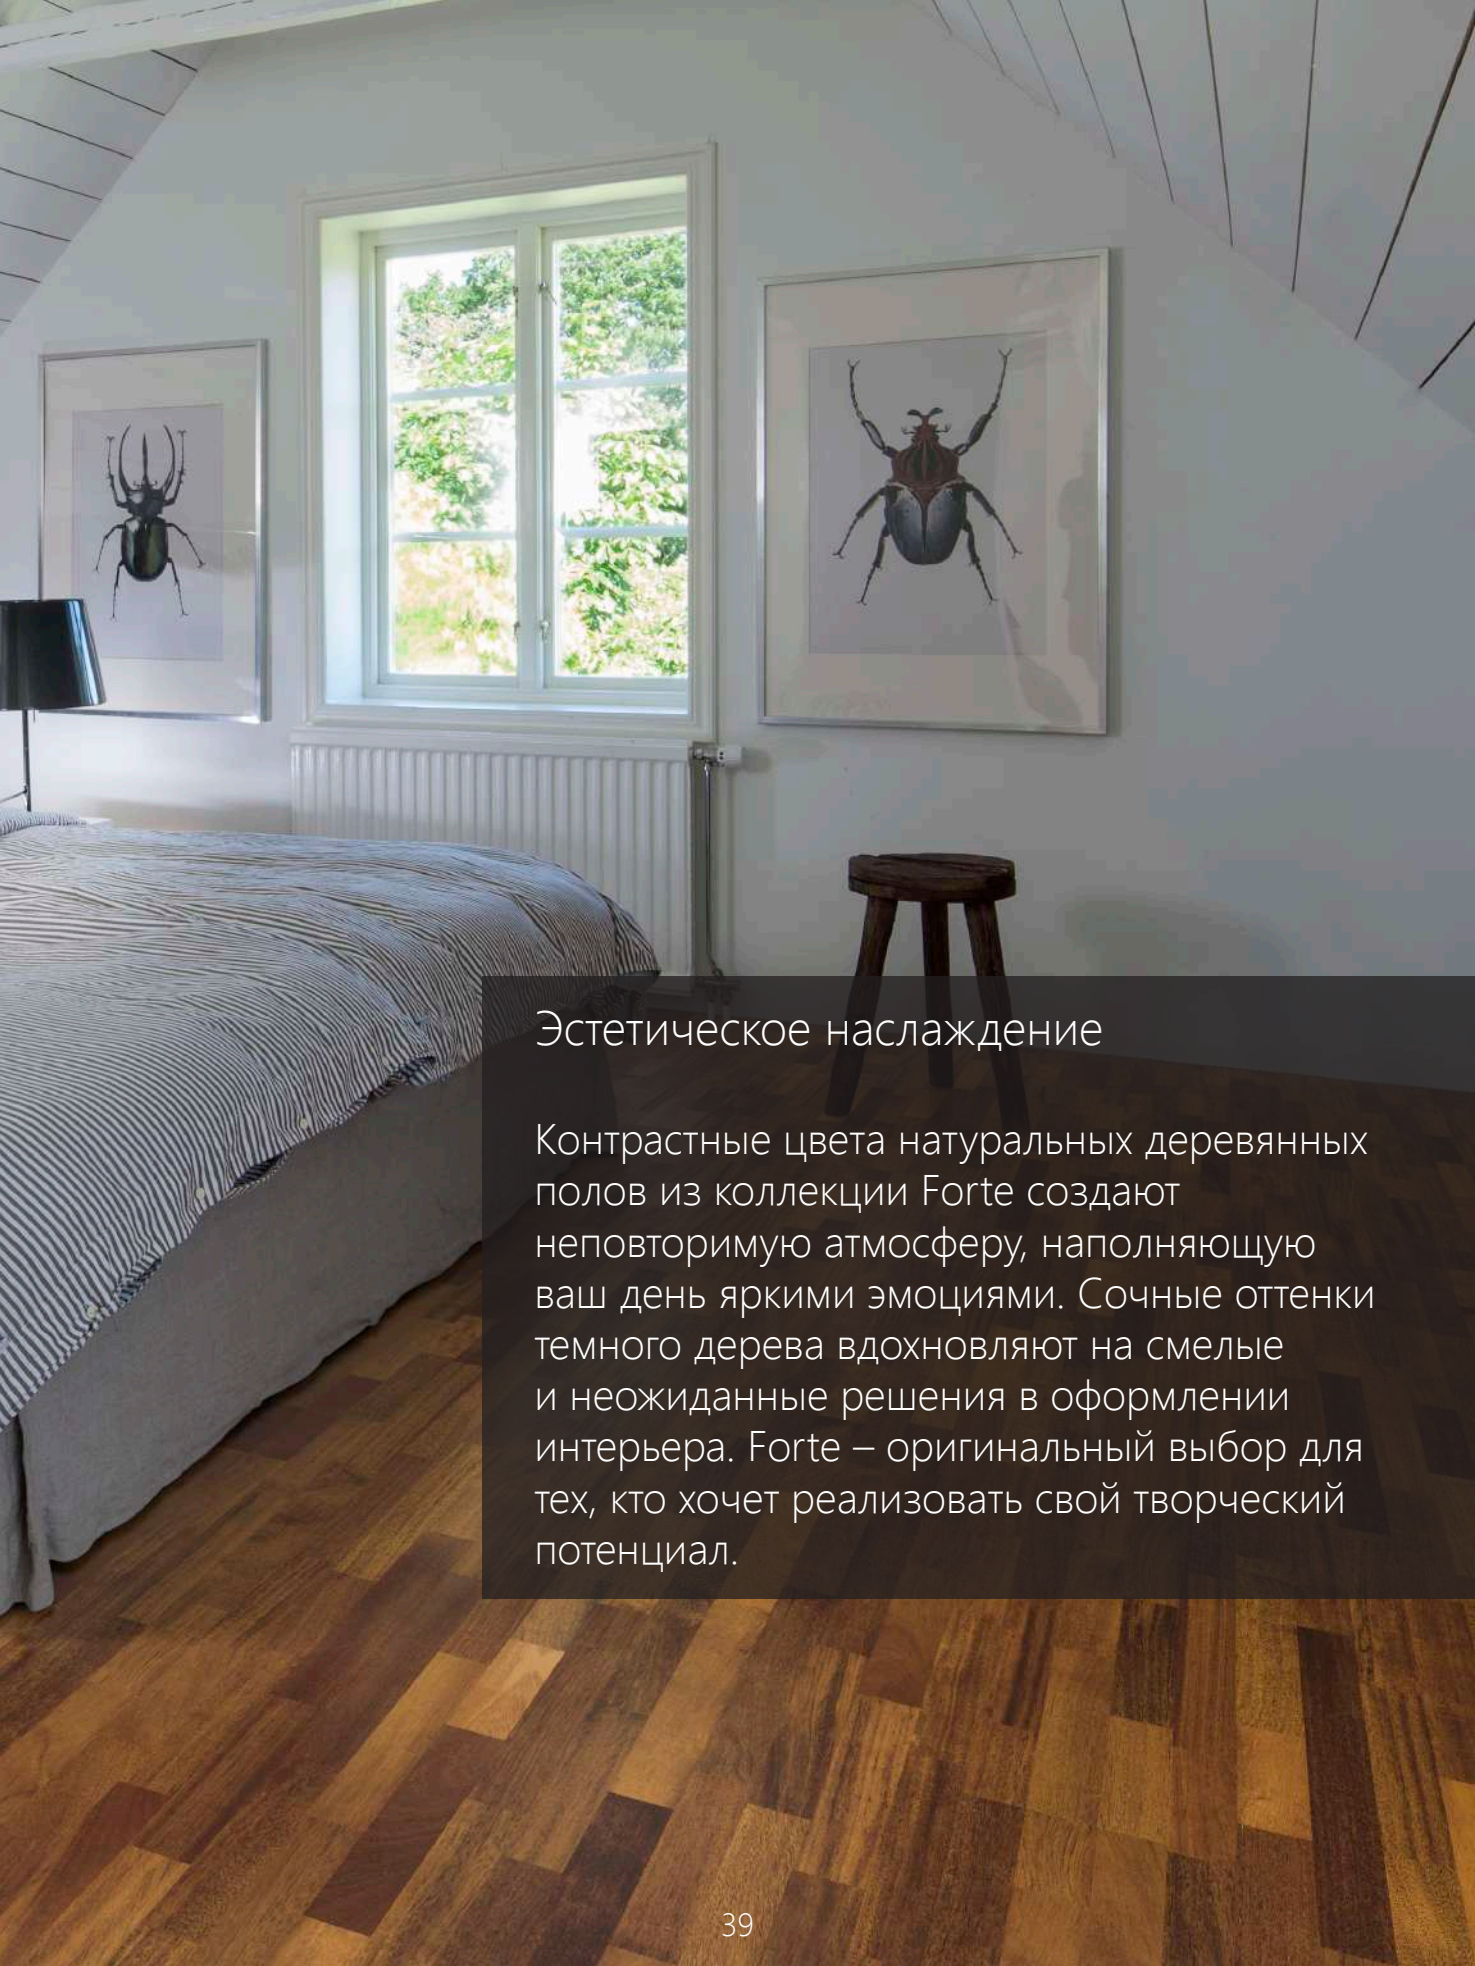 Эстетическое наслаждение
Контрастные цвета натуральных деревянных
полов из коллекции Forte создают
неповторимую атмосферу, наполняющую
ваш день яркими эмоциями. Сочные оттенки
темного дерева вдохновляют на смелые
и неожиданные решения в оформлении
интерьера. Forte – оригинальный выбор для
тех, кто хочет реализовать свой творческий
потенциал.
39